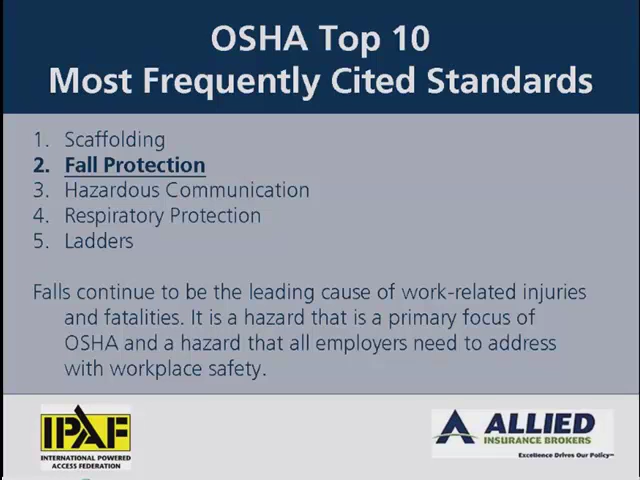 OSHA Top 10
Most Frequently Cited Standards
1. Scaffolding
2. Fall Protection
3. Hazardous Communication
4. Respiratory Protection
5. Ladders
Falls continue to be the leading cause of work-related injuries
and fatalities. It is a hazard that is a primary focus of
OSHA and a hazard that all employers need to address
with workplace safety.
IPAF
INTERNATIONAL POWERED
ACCESS FEDERATION
ALLIED
INSURANCE BROKERS
Excellence Drives Our Policy℠